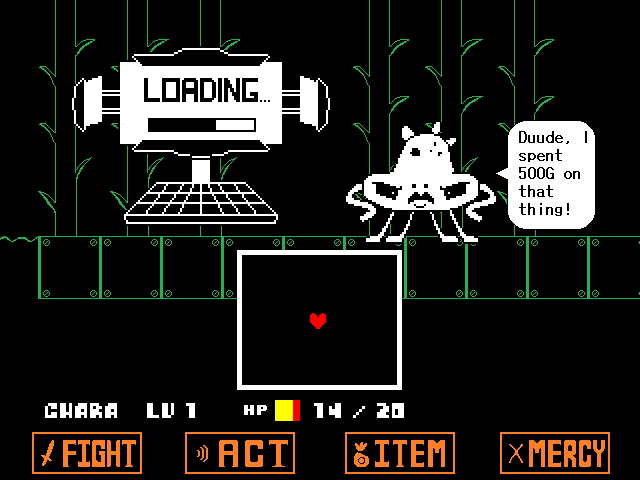 LOADING...
Duude, I
spent
500G on
that
thing!
CHARA LV 1 HP 14 / 20
FIGHT ACT ITEM MERCY